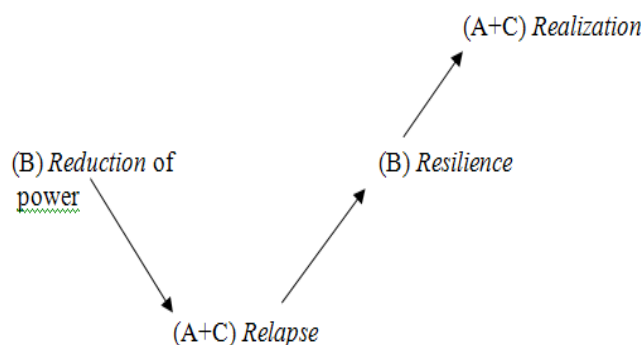 (A+C) Realization
(B) Reduction of
power
(B) Resilience
(A+C) Relapse